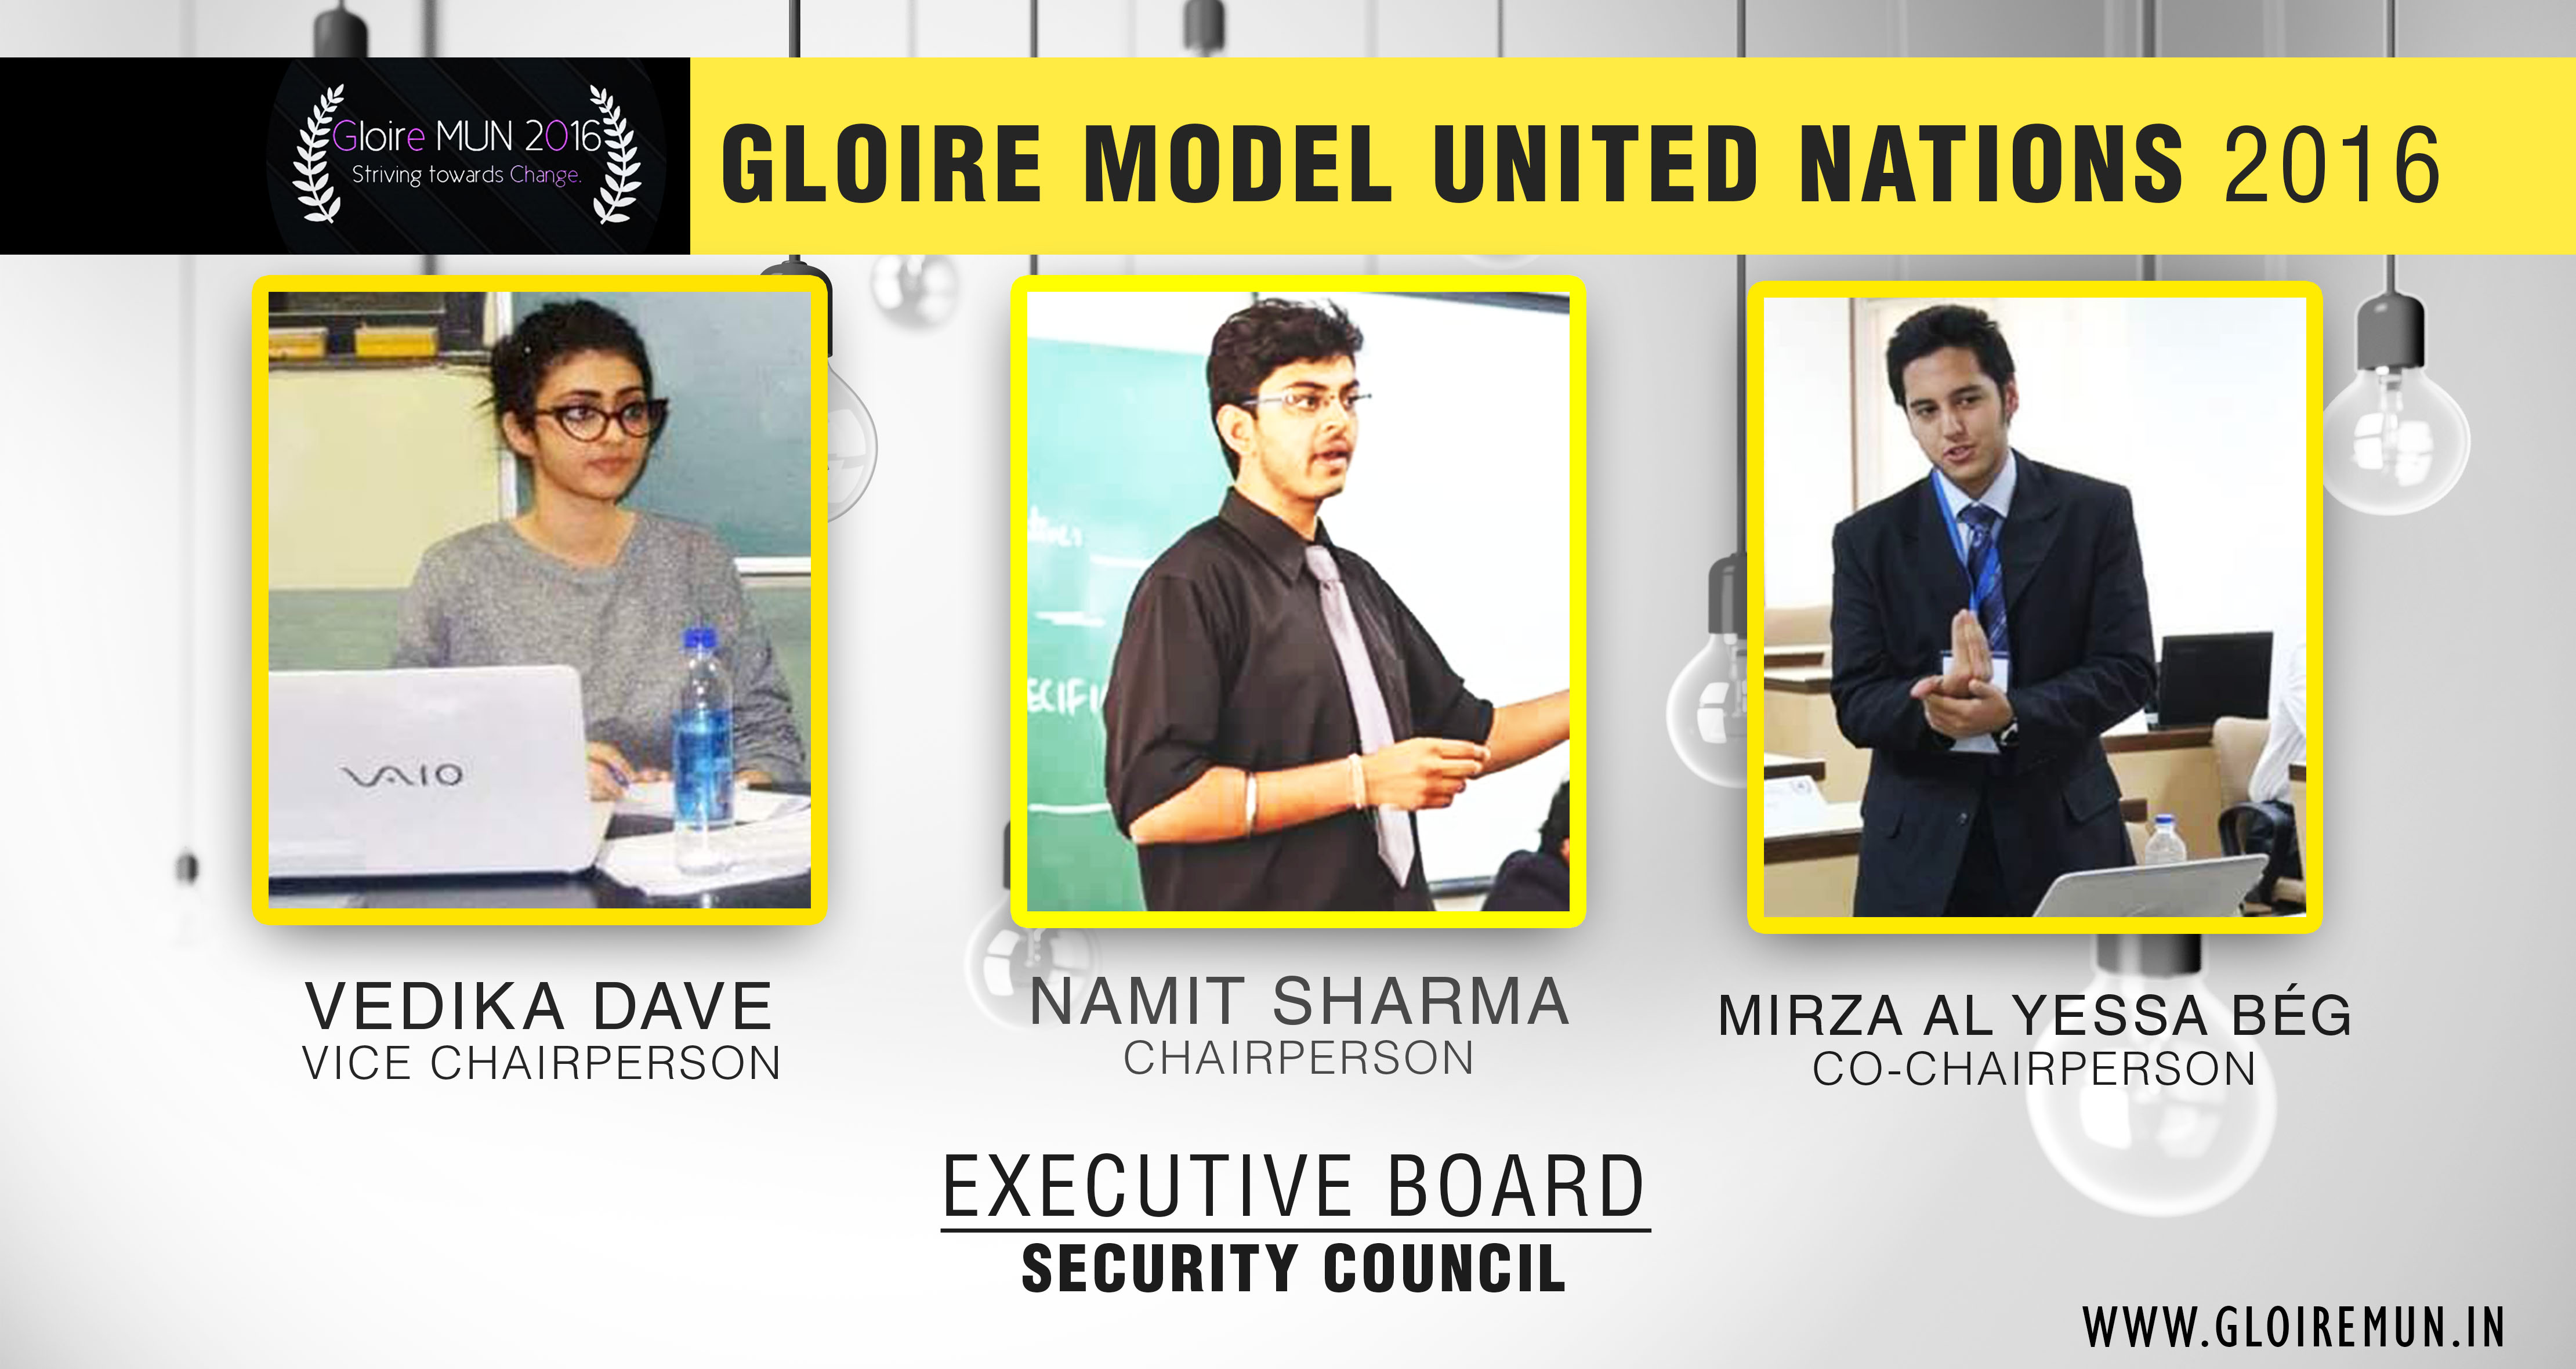 Gloire MUN 2016
Striving towards Change.
GLOIRE MODEL UNITED NATIONS 2016
VAIO
ECIFI
VEDIKA DAVE
VICE CHAIRPERSON
NAMIT SHARMA
CHAIRPERSON
MIRZA AL YESSA BÉG
CO-CHAIRPERSON
EXECUTIVE BOARD
SECURITY COUNCIL
WWW.GLOIREMUN.IN